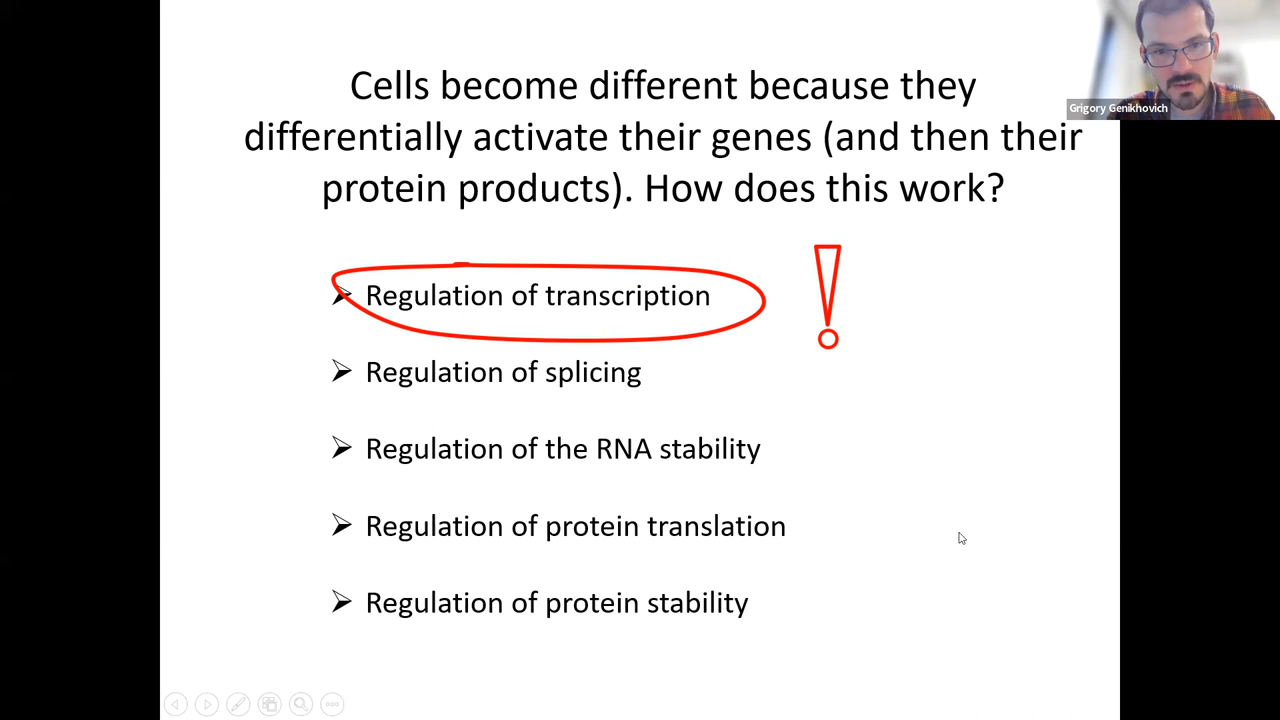 Cells become different because they
differentially activate their genes (and then their
protein products). How does this work?
Grigory Genikhovich
Regulation of transcription
!
Regulation of splicing
Regulation of the RNA stability
Regulation of protein translation
Regulation of protein stability